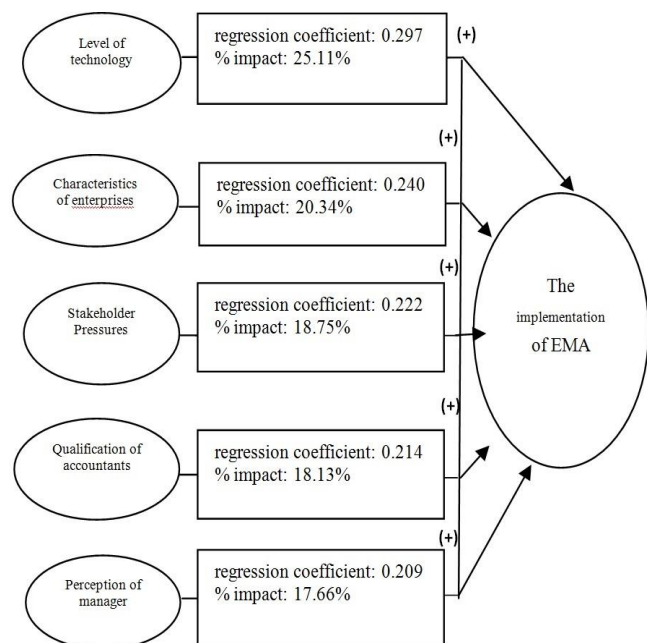 Level of
technology
regression coefficient: 0.297
% impact: 25.11%
(+)
(+)
Characteristics
of enterprises
regression coefficient: 0.240
% impact: 20.34%
(+)
Stakeholder
Pressures
regression coefficient: 0.222
% impact: 18.75%
The
implementation
of EMA
(+)
Qualification of
accountants
regression coefficient: 0.214
% impact: 18.13%
(+)
Perception of
manager
regression coefficient: 0.209
% impact: 17.66%